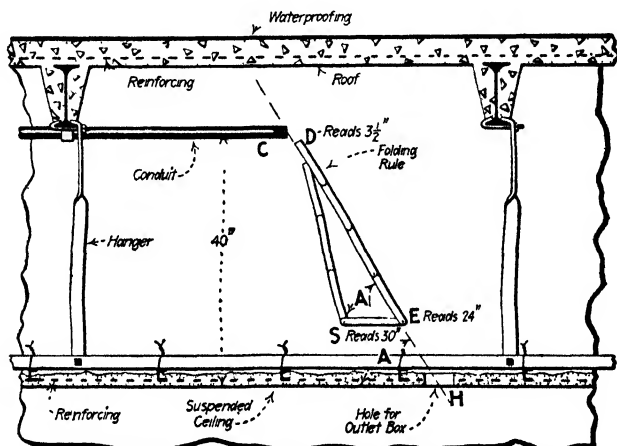 Waterproofing
Reinforcing
Roof
C
D
Reads 3½"
Folding
Rule
Conduit
Hanger
40"
A
S
E
Reads 24"
Reads 30"
A
H
Reinforcing
Suspended
Ceiling
Hole for
Outlet Box